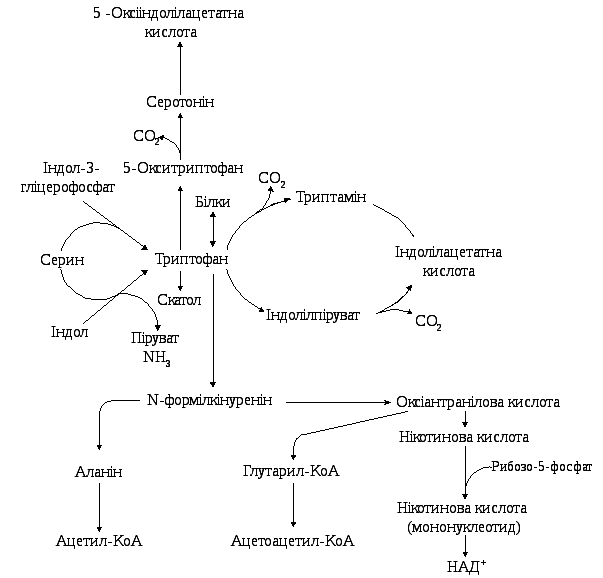 5 -Оксііндолілацетатна
кислота
Серотонін
CO2
Індол-3-
гліцерофосфат
5-Окситриптофан
CO2
Білки
Триптамін
Серин
Триптофан
Індолілацетатна
кислота
Скатол
Індолілпіруват
CO2
Індол
Піруват
NH3
N-формілкінуренін
Оксіантранілова кислота
Нікотинова кислота
Аланін
Глутарил-КоА
Рибозо-5-фосфат
Нікотинова кислота
(мононуклеотид)
Ацетил-КоА
Ацетоацетил-КоА
НАД+